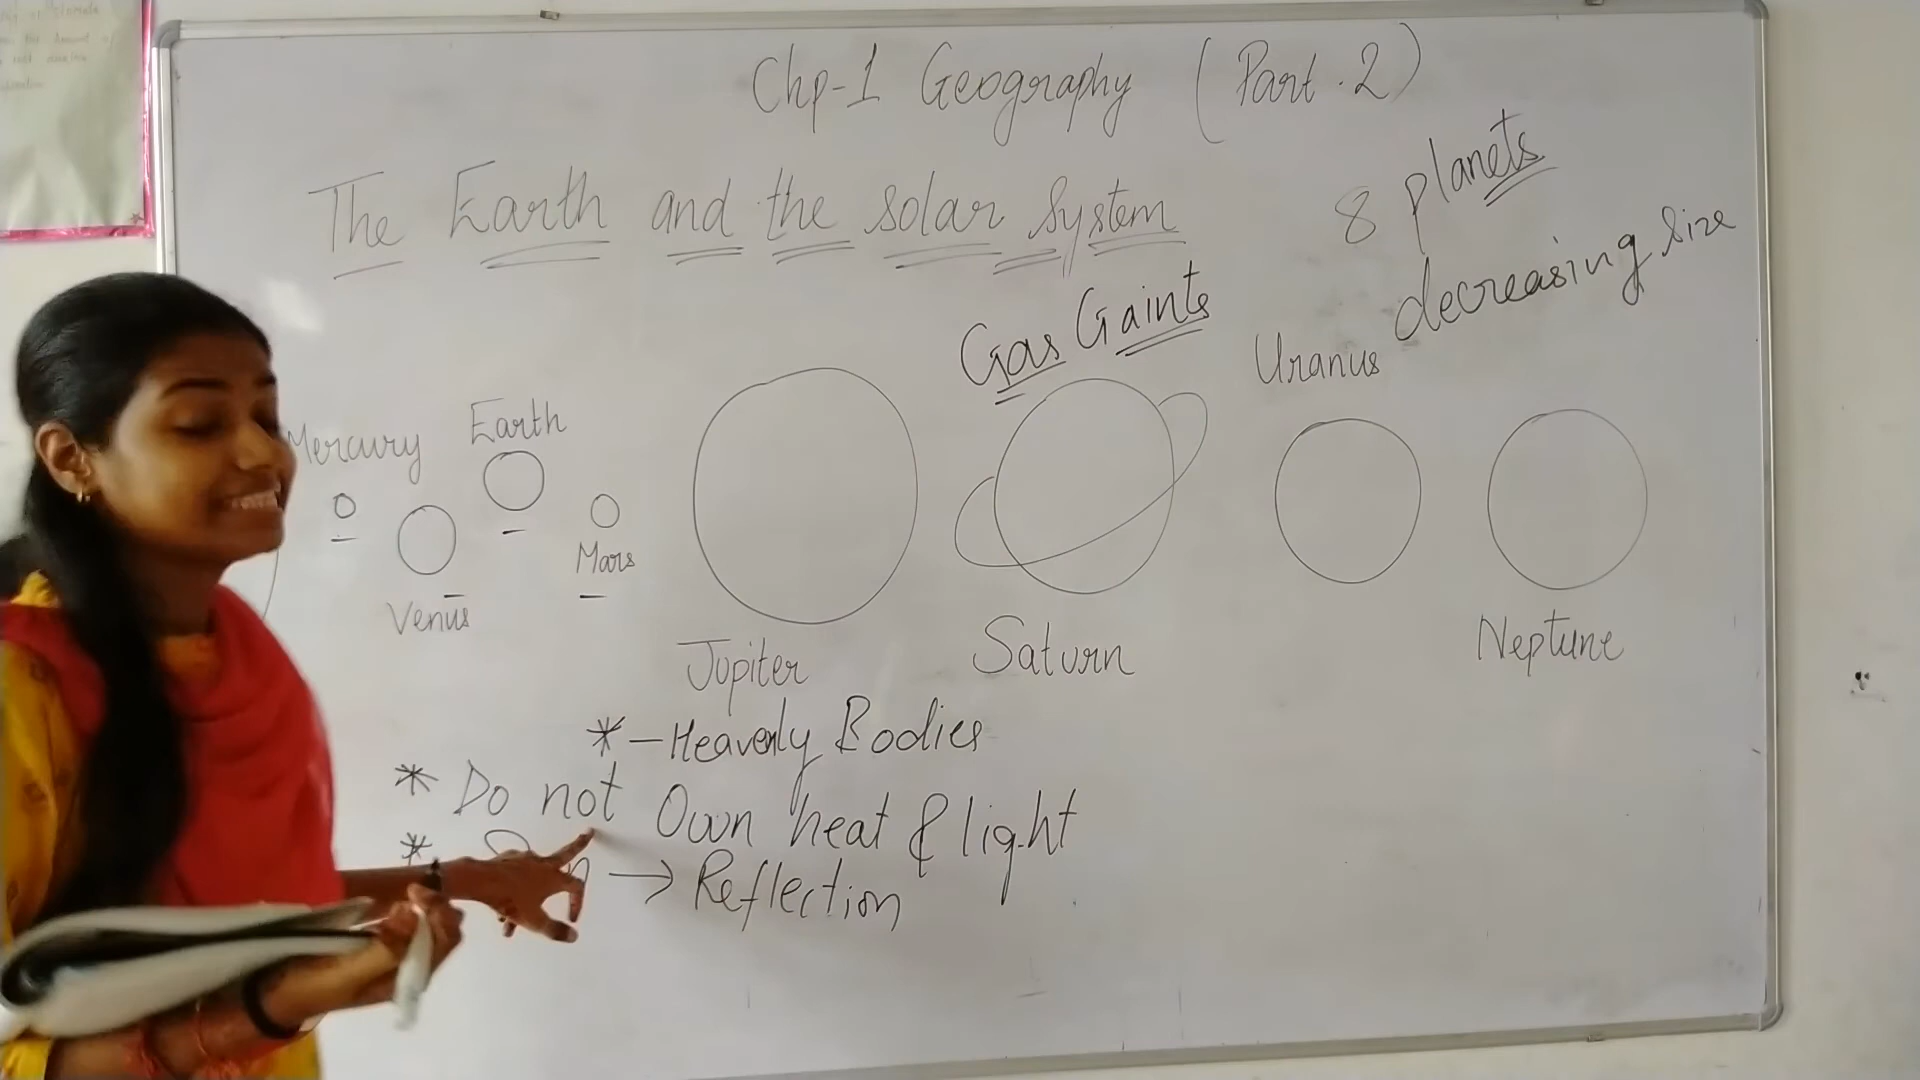 Chp-1 Geography (Part.2)
The Earth and the solar system
8 planets
decreasing size
Gas Gaints
Uranus
Earth
Mercury
Mars
Venus
Jupiter
Saturn
Neptune
* - Heavenly Bodies
* Do not Own heat & light
* → Reflection